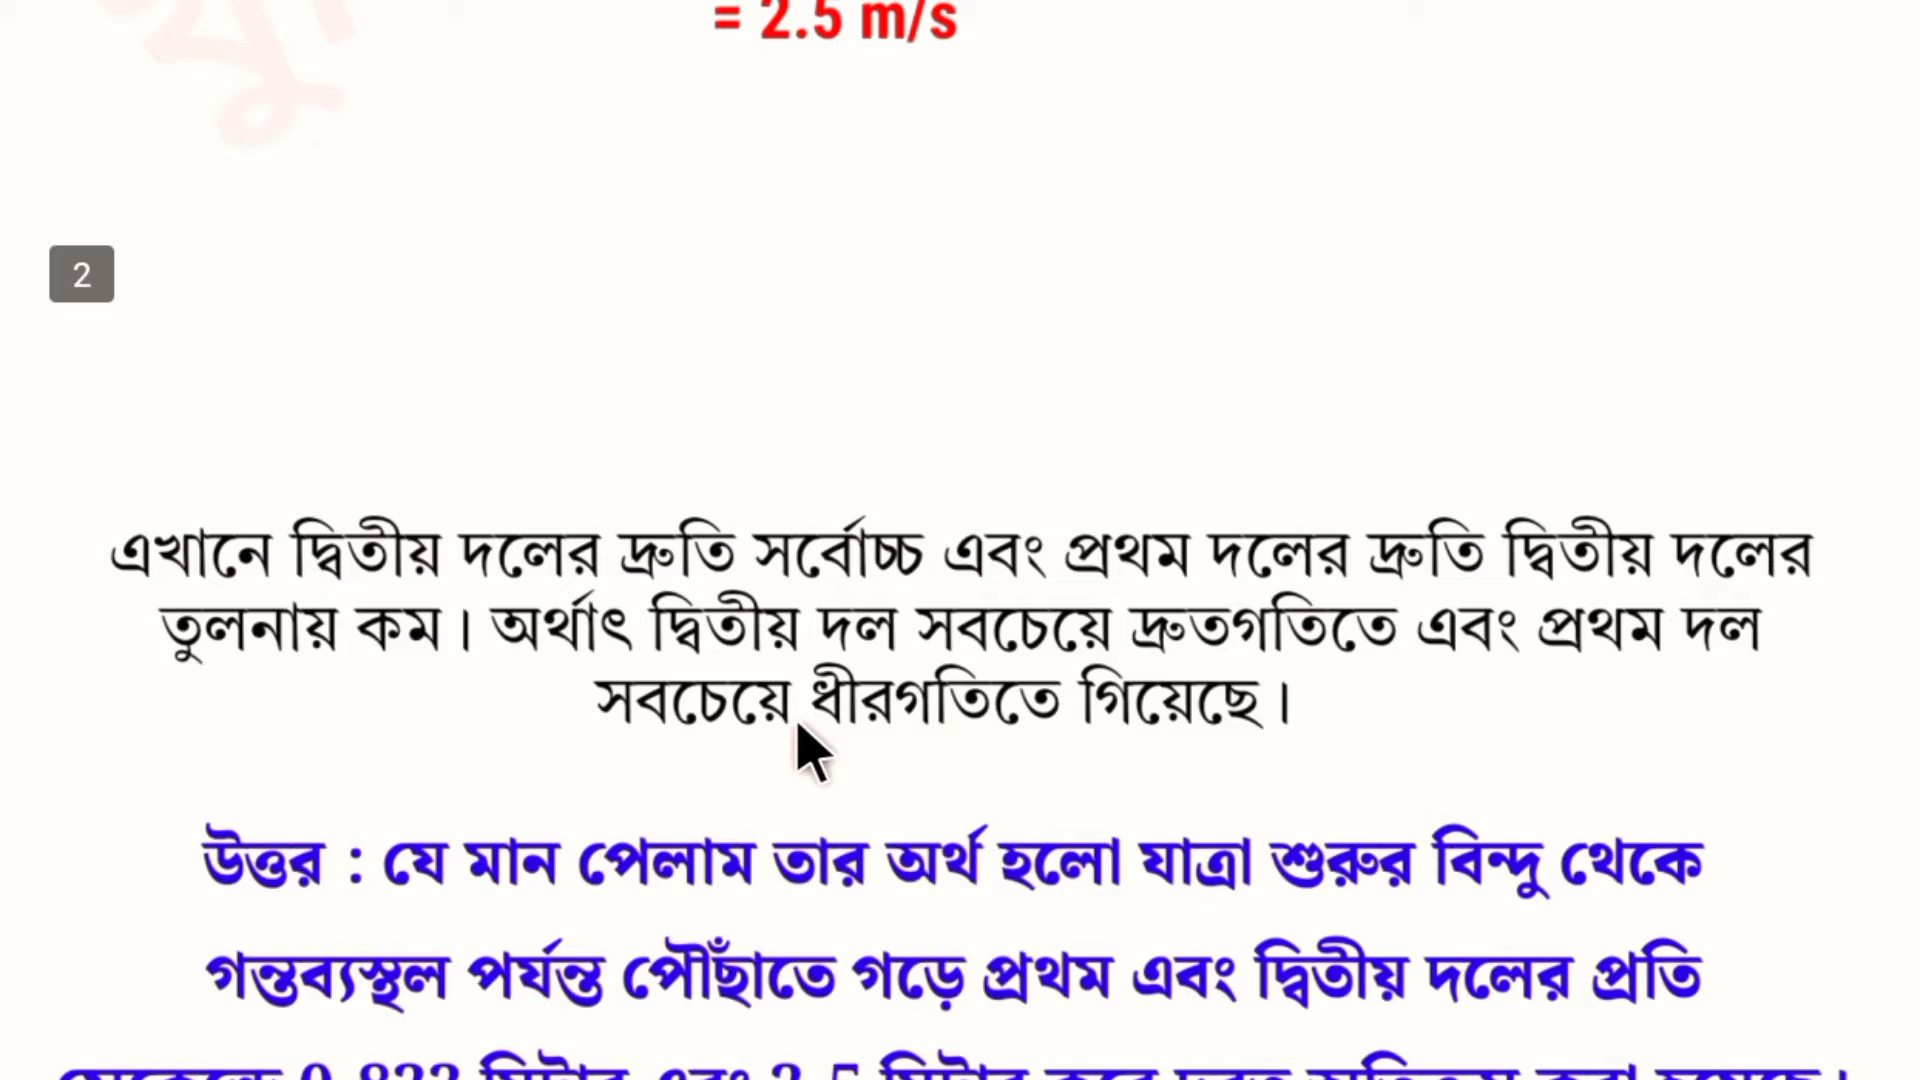 = 2.5 m/s
2
এখানে দ্বিতীয় দলের দ্রুতি সর্বোচ্চ এবং প্রথম দলের দ্রুতি দ্বিতীয় দলের
তুলনায় কম। অর্থাৎ দ্বিতীয় দল সবচেয়ে দ্রুতগতিতে এবং প্রথম দল
সবচেয়ে ধীরগতিতে গিয়েছে।
উত্তর : যে মান পেলাম তার অর্থ হলো যাত্রা শুরুর বিন্দু থেকে
গন্তব্যস্থল পর্যন্ত পৌঁছাতে গড়ে প্রথম এবং দ্বিতীয় দলের প্রতি